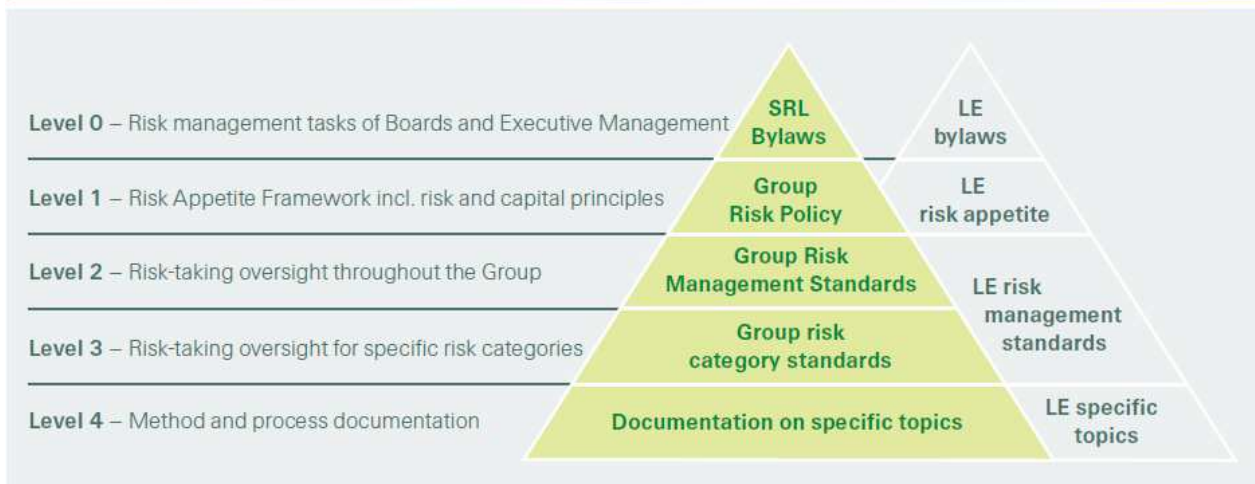 Level 0 – Risk management tasks of Boards and Executive Management
SRL
Bylaws
LE
bylaws
Level 1 – Risk Appetite Framework incl. risk and capital principles
Group
Risk Policy
LE
risk appetite
Level 2 – Risk-taking oversight throughout the Group
Group Risk
Management Standards
LE risk
management
standards
Level 3 – Risk-taking oversight for specific risk categories
Group risk
category standards
Level 4 – Method and process documentation
Documentation on specific topics
LE specific
topics